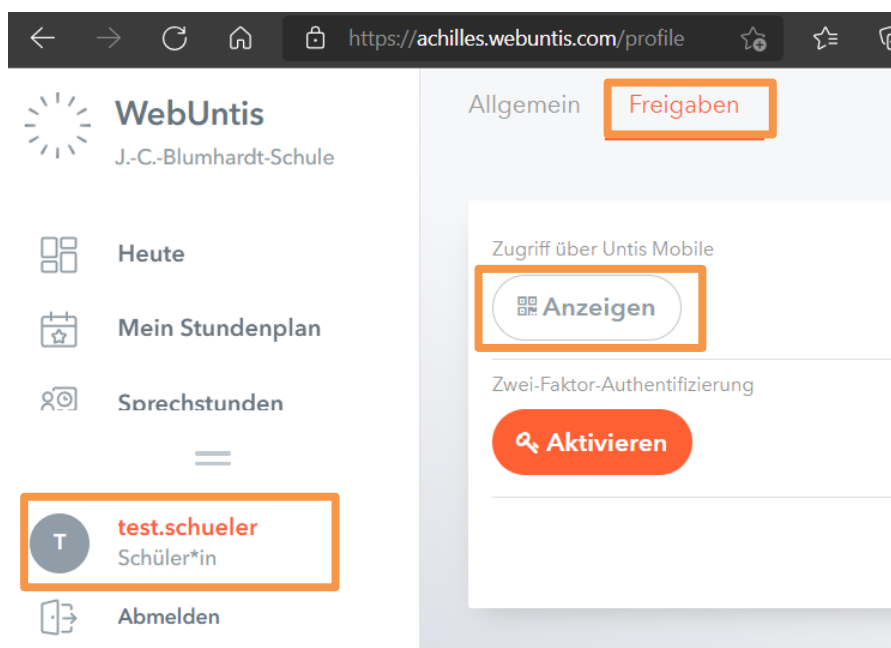 https://achilles.webuntis.com/profile
WebUntis
J.-C.-Blumhardt-Schule
Heute
Mein Stundenplan
Sprechstunden
T
test.schueler
Schüler*in
Abmelden
Allgemein
Freigaben
Zugriff über Untis Mobile
Anzeigen
Zwei-Faktor-Authentifizierung
Aktivieren